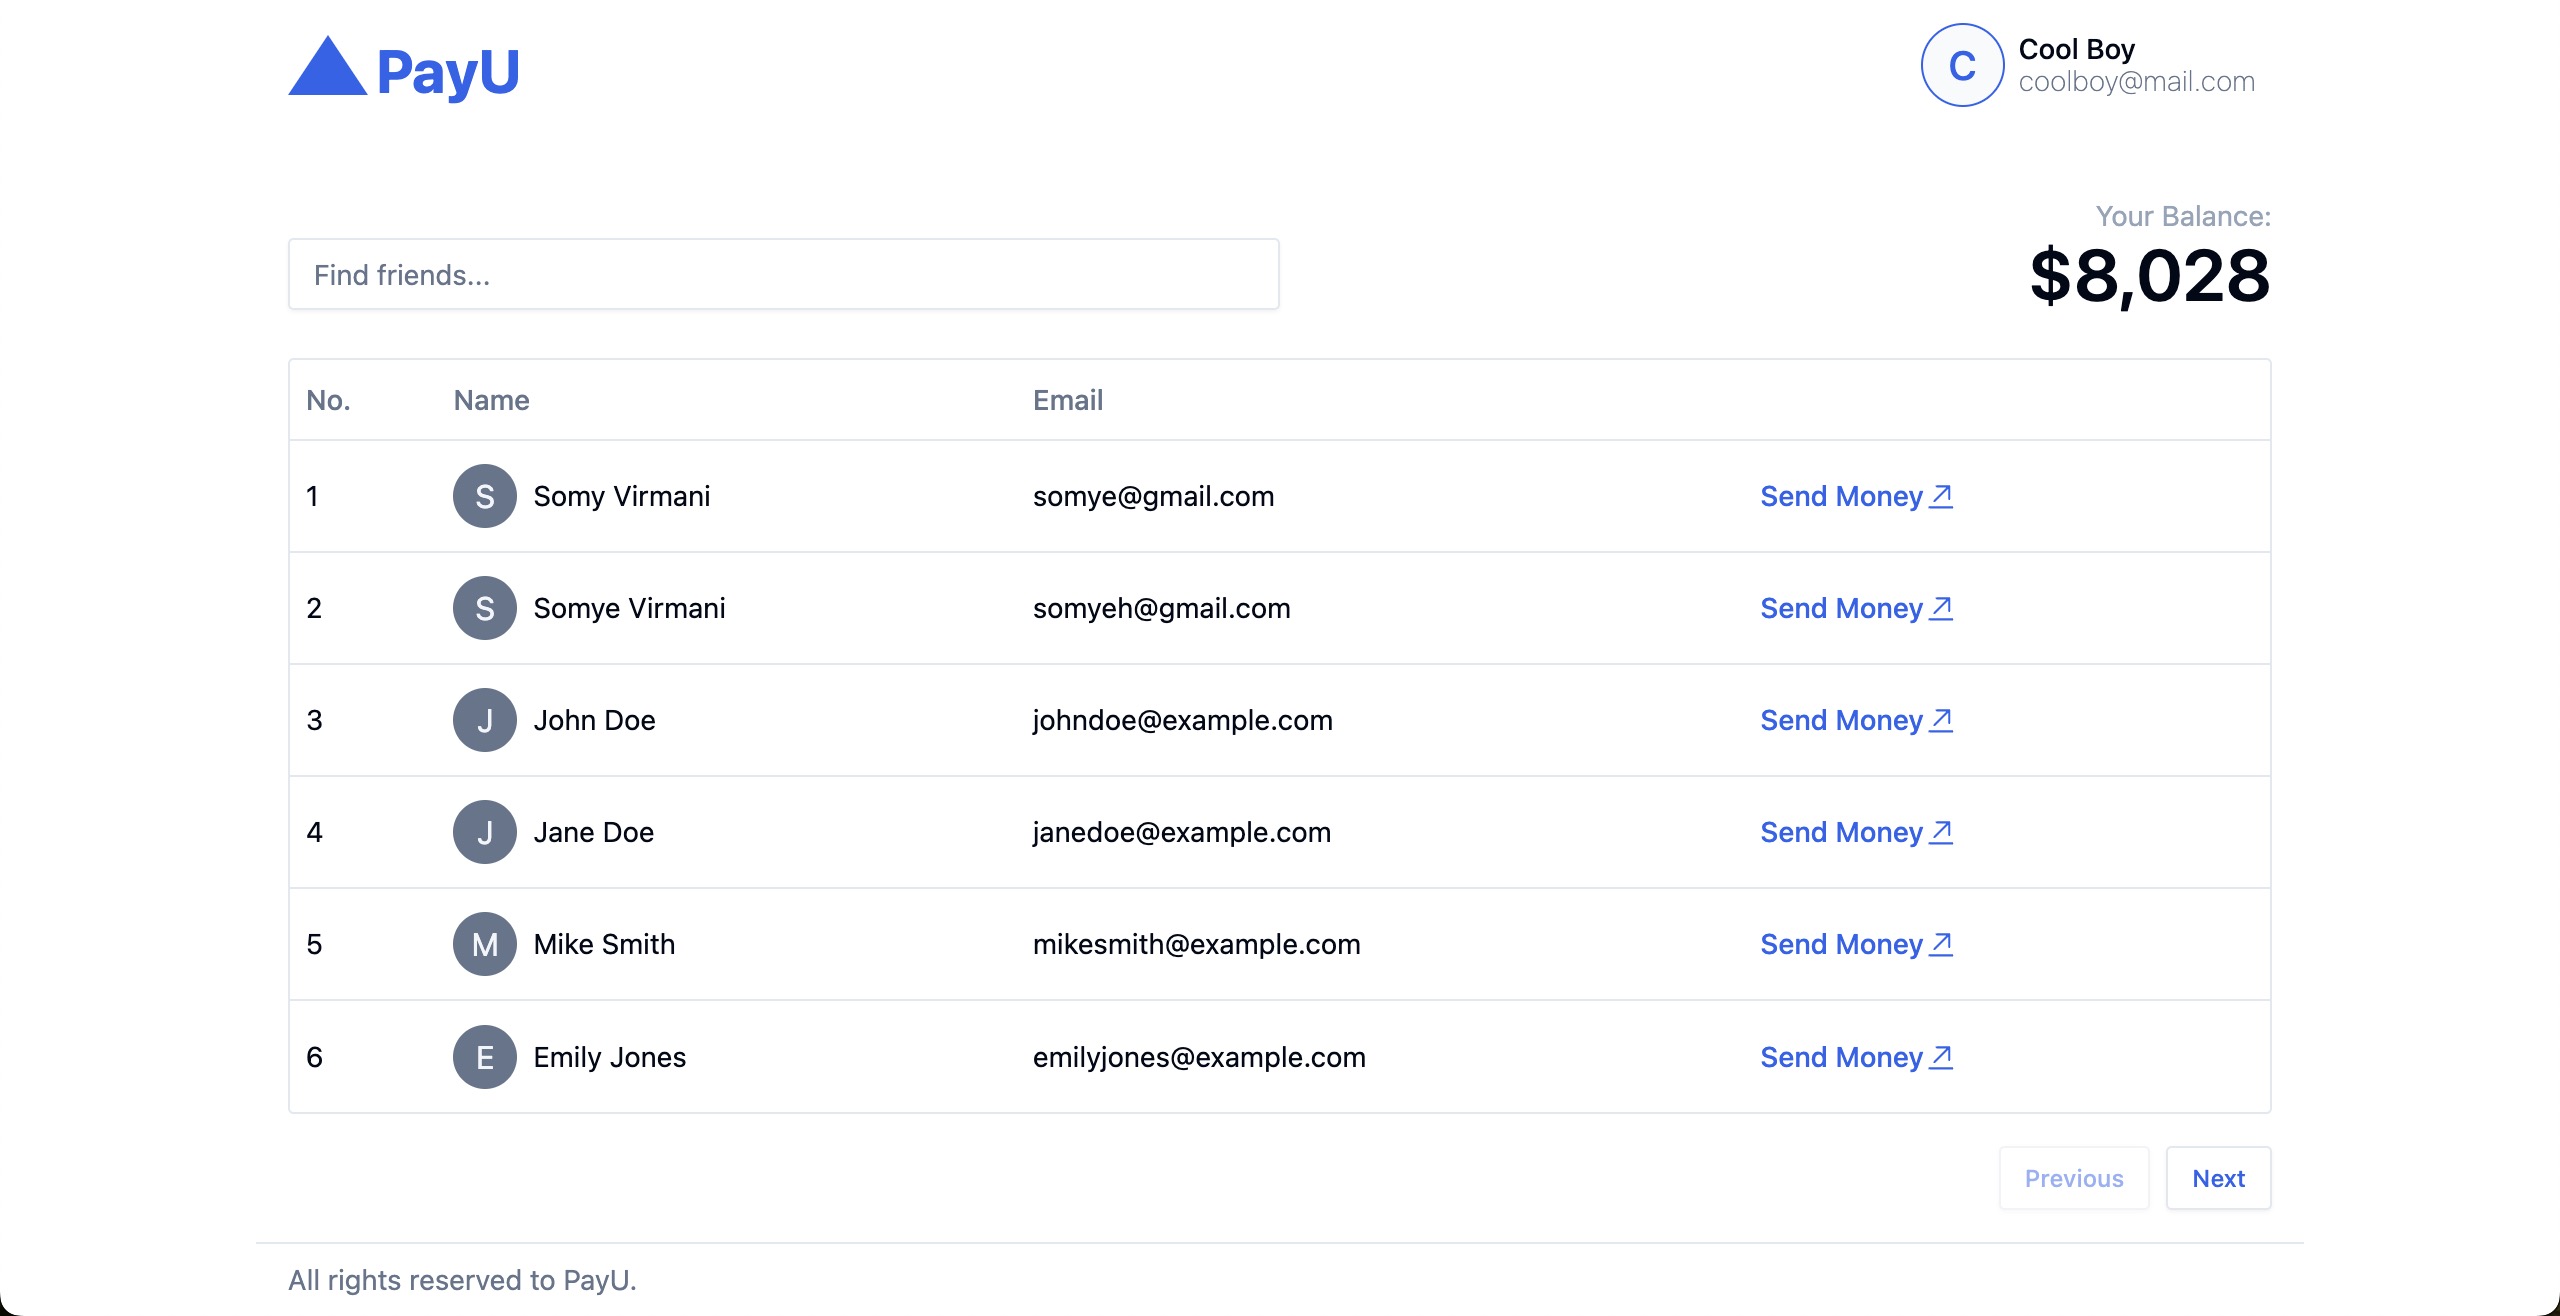 PayU
C
Cool Boy
coolboy@mail.com
Your Balance:
$8,028
Find friends...
No. Name Email
1 S Somy Virmani somye@gmail.com Send Money
2 S Somye Virmani somyeh@gmail.com Send Money
3 J John Doe johndoe@example.com Send Money
4 J Jane Doe janedoe@example.com Send Money
5 M Mike Smith mikesmith@example.com Send Money
6 E Emily Jones emilyjones@example.com Send Money
Previous Next
All rights reserved to PayU.